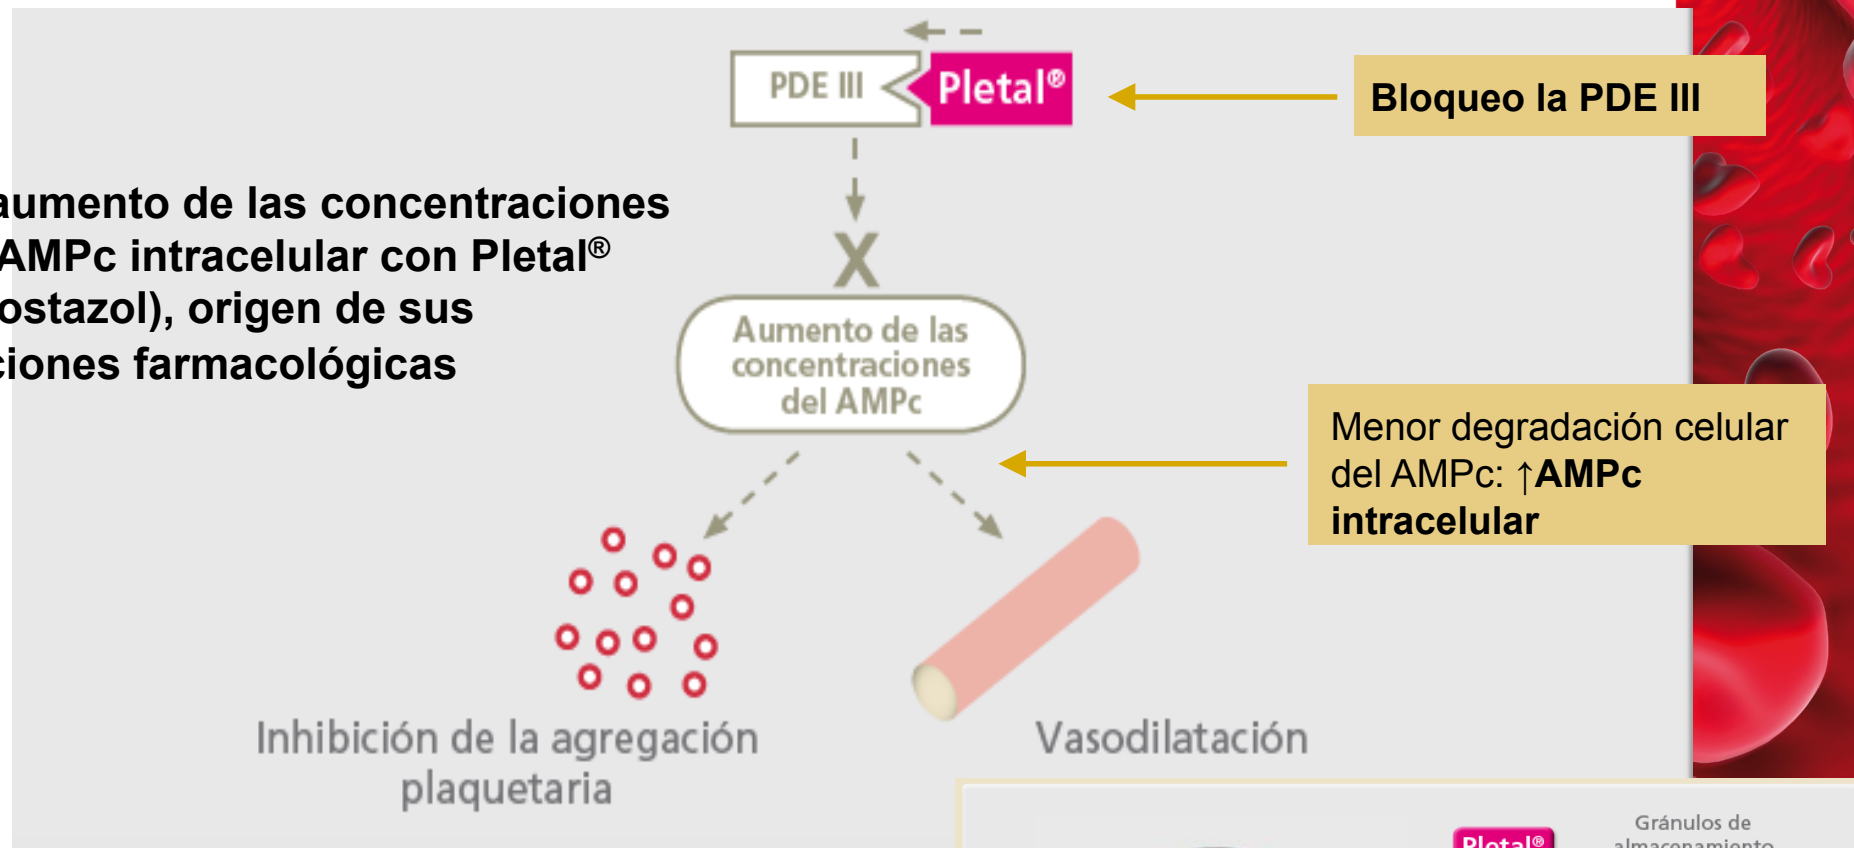 PDE III
Pletal®
Bloqueo la PDE III
aumento de las concentraciones
AMPc intracelular con Pletal®
ostazol), origen de sus
ciones farmacológicas
X
Aumento de las
concentraciones
del AMPc
Menor degradación celular
del AMPc: ↑AMPc
intracelular
Inhibición de la agregación
plaquetaria
Vasodilatación
Pletal®
Gránulos de
almacenamiento